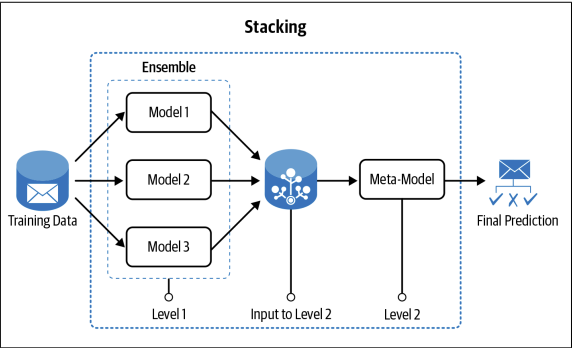 Stacking
Ensemble
Model 1
Model 2
Model 3
Training Data
Meta-Model
Final Prediction
Level 1
Input to Level 2
Level 2